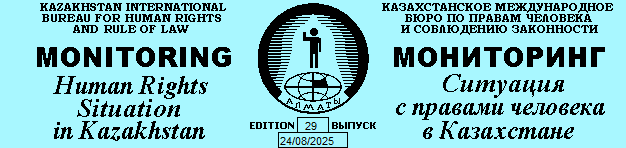 KAZAKHSTAN INTERNATIONAL
BUREAU FOR HUMAN RIGHTS
AND RULE OF LAW
MONITORING
Human Rights
Situation
in Kazakhstan
АЛМАТЫ
EDITION 29 ВЫПУСК
24/08/2025
КАЗАХСТАНСКОЕ МЕЖДУНАРОДНОЕ
БЮРО ПО ПРАВАМ ЧЕЛОВЕКА
И СОБЛЮДЕНИЮ ЗАКОННОСТИ
МОНИТОРИНГ
Ситуация
с правами человека
в Казахстане